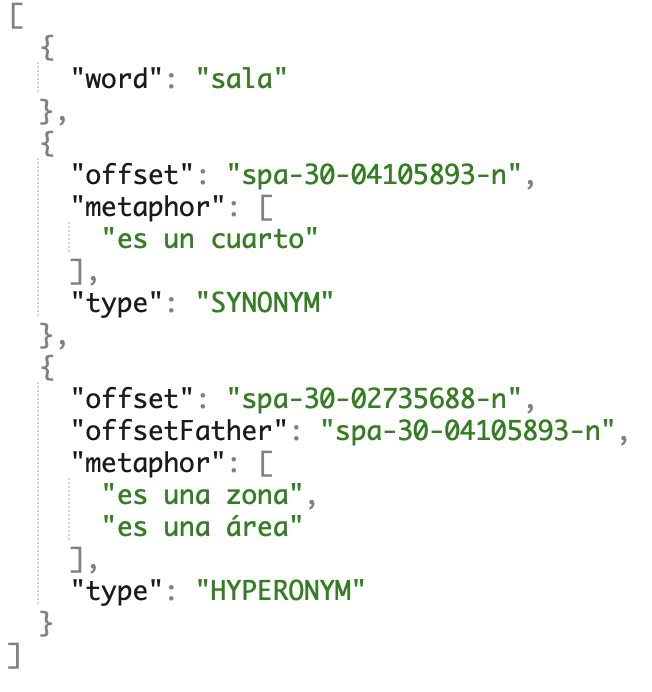 [
  {
    "word": "sala"
  },
  {
    "offset": "spa-30-04105893-n",
    "metaphor": [
      "es un cuarto"
    ],
    "type": "SYNONYM"
  },
  {
    "offset": "spa-30-02735688-n",
    "offsetFather": "spa-30-04105893-n",
    "metaphor": [
      "es una zona",
      "es una área"
    ],
    "type": "HYPERONYM"
  }
]